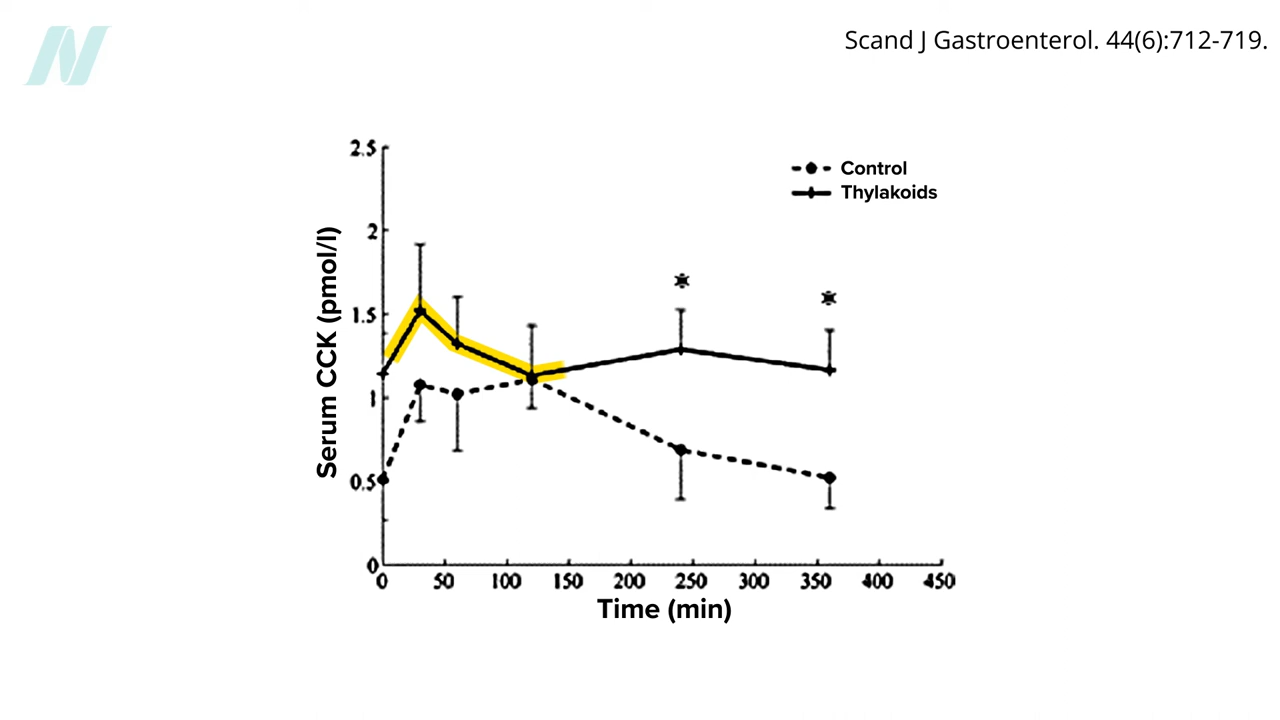 Scand J Gastroenterol. 44(6):712-719.
2.5
2
1.5
1
0.5
0
Serum CCK (pmol/l)
Control
Thylakoids
0 50 100 150 200 250 300 350 400 450
Time (min)